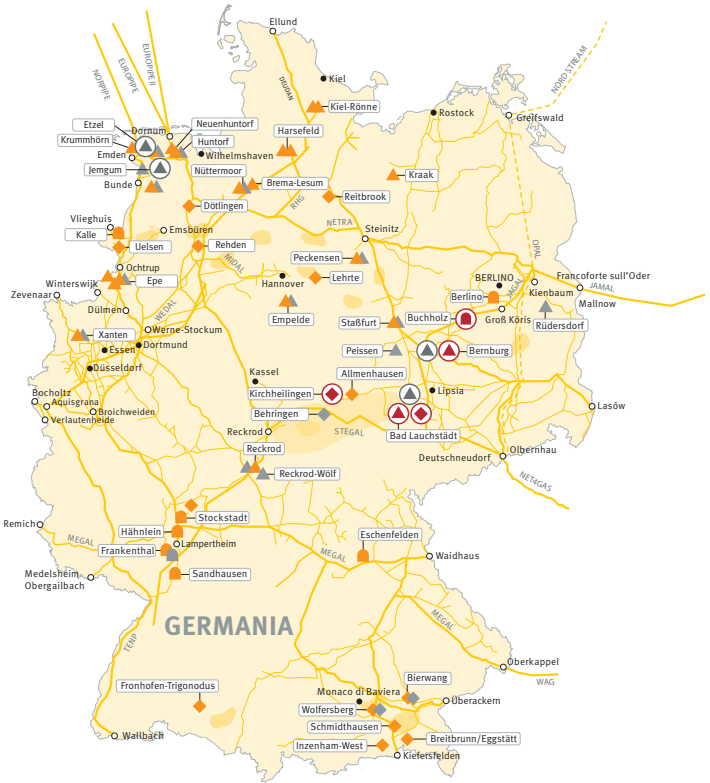 Ellund
NORPIPE
EUROPIPE
EUROPIPE II
DEUDAN
Kiel
Kiel-Rönne
NORD STREAM
Rostock
Greifswald
Etzel
Dornum
Neuenhuntorf
Krummhörn
Huntorf
Harsefeld
Emden
Wilhelmshaven
Jemgum
Nüttermoor
Bunde
Brema-Lesum
Kraak
Reitbrook
Dötlingen
RHG
NETRA
Vlieghuis
Kalle
Emsbüren
Steinitz
Uelsen
Rehden
MIDAL
Peckensen
OPAL
Ochtrup
Epe
Winterswijk
Zevenaar
Hannover
Lehrte
BERLINO
Francoforte sull'Oder
JAGAL
Kienbaum
JAMAL
Berlino
Mallnow
Dülmen
WEDAL
Empelde
Buchholz
Groß Köris
Rüdersdorf
Staßfurt
Werne-Stockum
Xanten
Dortmund
Essen
Peissen
Bernburg
Düsseldorf
Kassel
Allmenhausen
Kirchheilingen
Lipsia
Bocholtz
Aquisgrana
Broichweiden
Verlautenheide
Behringen
Lasów
Reckrod
STEGAL
Bad Lauchstädt
Reckrod
Deutschneudorf
Olbernhau
Reckrod-Wölf
NET4GAS
Remich
Stockstadt
Hähnlein
MEGAL
Lampertheim
Frankenthal
Eschenfelden
MEGAL
Waidhaus
Medelsheim
Obergailbach
Sandhausen
GERMANIA
MEGAL
TENP
Oberkappel
WAG
Fronhofen-Trigonodus
Bierwang
Monaco di Baviera
Wolfersberg
Überackern
Schmidthausen
Wallbach
Breitbrunn/Eggstätt
Inzenham-West
Kiefersfelden